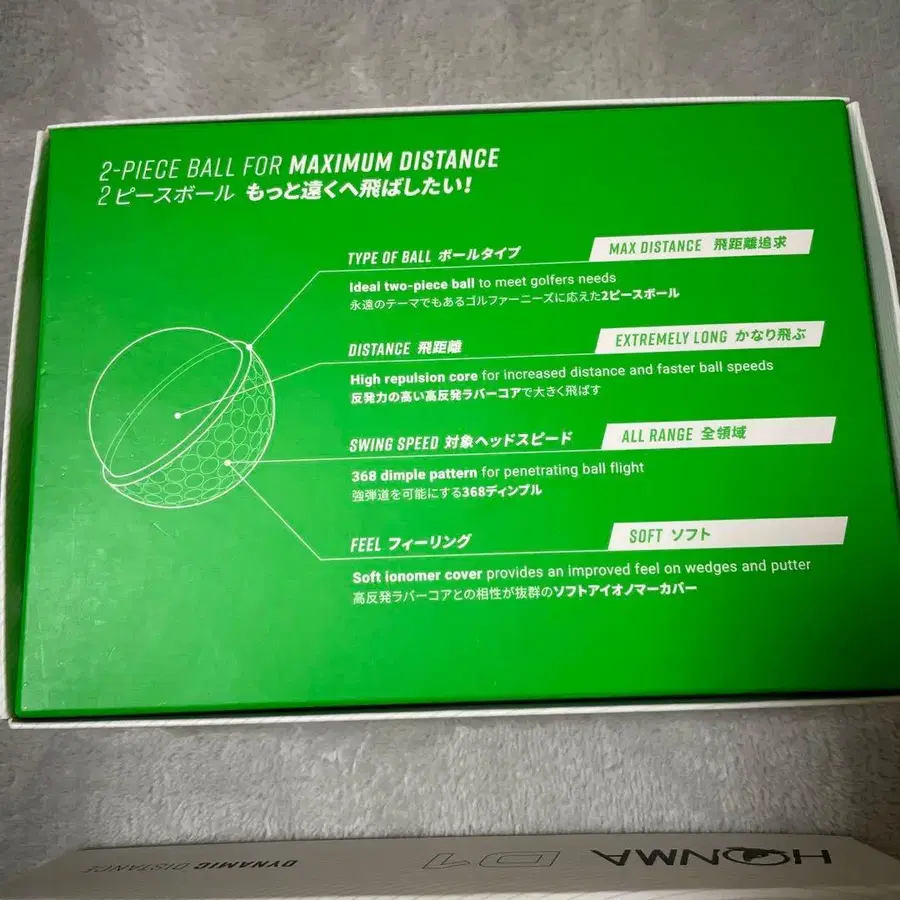 2-PIECE BALL FOR MAXIMUM DISTANCE
2ピースボール もっと遠くへ飛ばしたい!
TYPE OF BALL ボールタイプ
MAX DISTANCE 飛距離追求
Ideal two-piece ball to meet golfers needs
永遠のテーマでもあるゴルファーニーズに応えた2ピースボール
DISTANCE 飛距離
EXTREMELY LONG かなり飛ぶ
High repulsion core for increased distance and faster ball speeds
反発力の高い高反発ラバーコアで大きく飛ばす
SWING SPEED 対象ヘッドスピード
ALL RANGE 全領域
368 dimple pattern for penetrating ball flight
強弾道を可能にする368ディンプル
FEEL フィーリング
SOFT ソフト
Soft ionomer cover provides an improved feel on wedges and putter
高反発ラバーコアとの相性が抜群のソフトアイオノマーカバー
HONMA D1 DYNAMIC DISTANCE